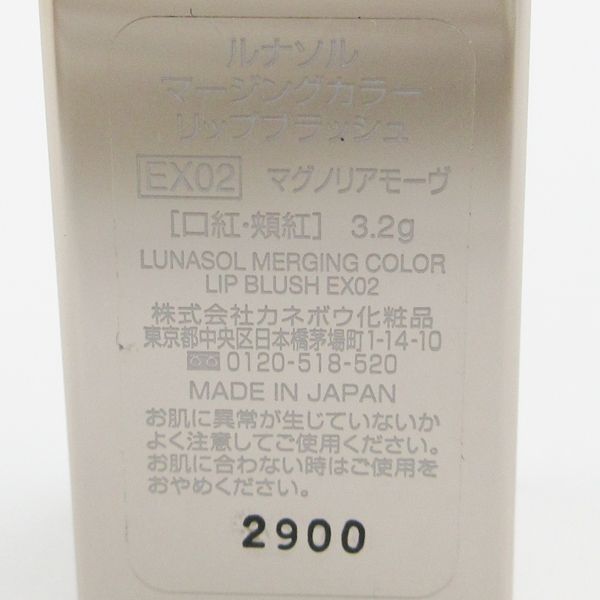 ルナソル
マージングカラー
リップブラッシュ
EX02 マグノリアモーヴ
[口紅・頬紅] 3.2g
LUNASOL MERGING COLOR
LIP BLUSH EX02
株式会社カネボウ化粧品
東京都中央区日本橋茅場町1-14-10
0120-518-520
MADE IN JAPAN
お肌に異常が生じていないか
よく注意してご使用ください。
お肌に合わない時はご使用を
おやめください。
2900